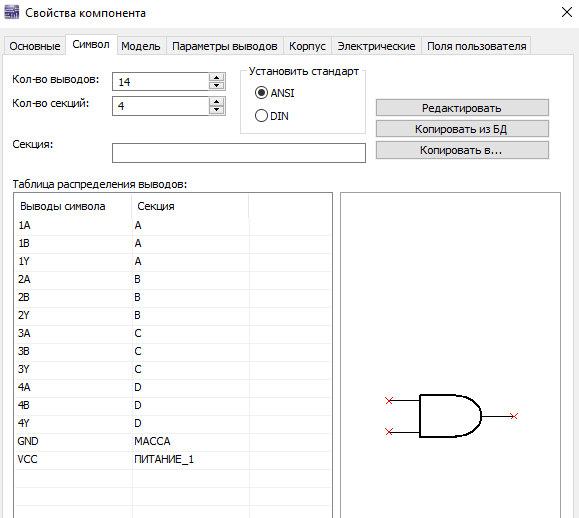 Свойства компонента
Основные Символ Модель Параметры выводов Корпус Электрические Поля пользователя
Кол-во выводов: 14
Кол-во секций: 4
Установить стандарт
ANSI
DIN
Редактировать
Копировать из БД
Копировать в...
Секция:
Таблица распределения выводов:
Выводы символа Секция
1A A
1B A
1Y A
2A B
2B B
2Y B
3A C
3B C
3Y C
4A D
4B D
4Y D
GND МАССА
VCC ПИТАНИЕ_1